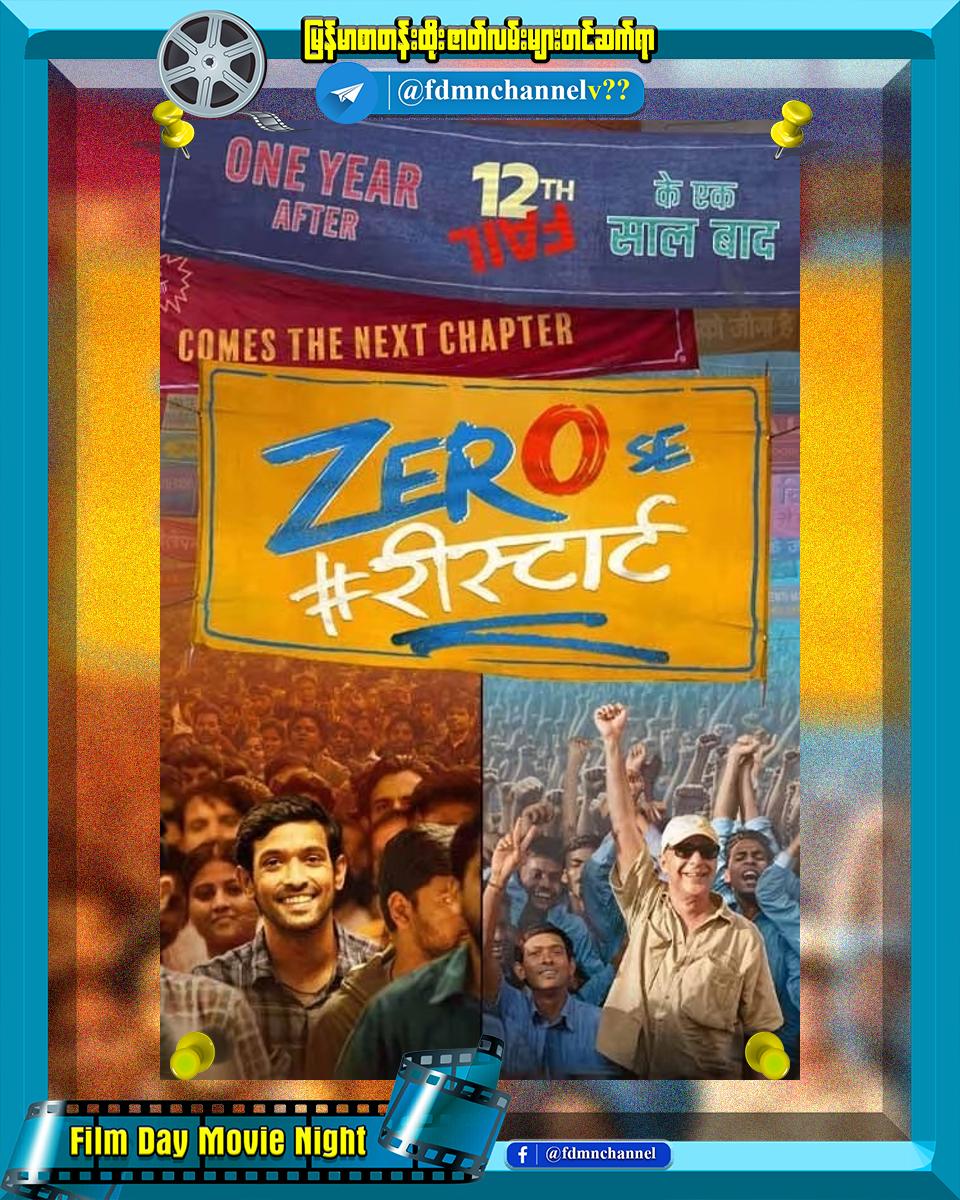 မြန်မာစာတန်းထိုးဇာတ်လမ်းများတင်ဆက်ရာ
@fdmnchannelv??
ONE YEAR
AFTER
12TH
FAIL
के एक
साल बाद
COMES THE NEXT CHAPTER
ZERO SE
#रीस्टार्ट
Film Day Movie Night
@fdmnchannel